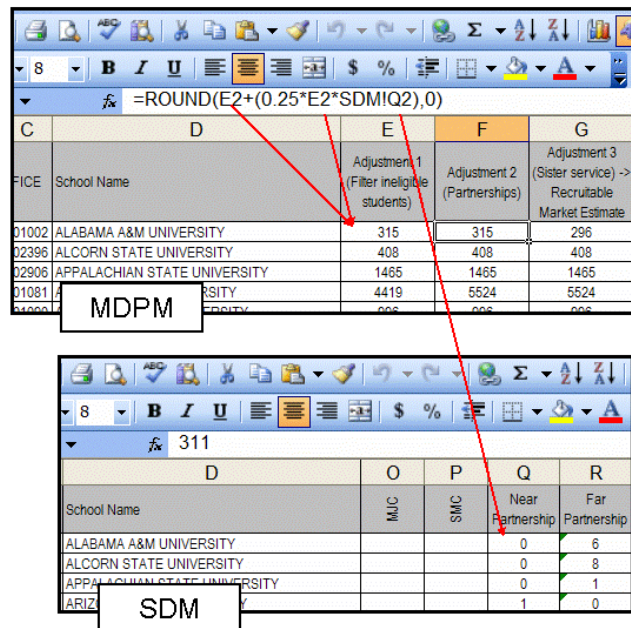 8 B I U $ %
fx =ROUND(E2+(0.25*E2*SDM!Q2),0)
C D E F G
FICE School Name Adjustment 1 (Filter ineligible students) Adjustment 2 (Partnerships) Adjustment 3 (Sister service) -> Recruitable Market Estimate
01002 ALABAMA A&M UNIVERSITY 315 315 296
02396 ALCORN STATE UNIVERSITY 408 408 408
02906 APPALACHIAN STATE UNIVERSITY 1465 1465 1465
01081 A RSITY 4419 5524 5524
MDPM
8 B I U $ %
fx 311
D O P Q R
School Name MJC SMC Near Partnership Far Partnership
ALABAMA A&M UNIVERSITY 0 6
ALCORN STATE UNIVERSITY 0 8
APPALACHIAN STATE UNIVERSITY 0 1
ARIZ Y 1 0
SDM